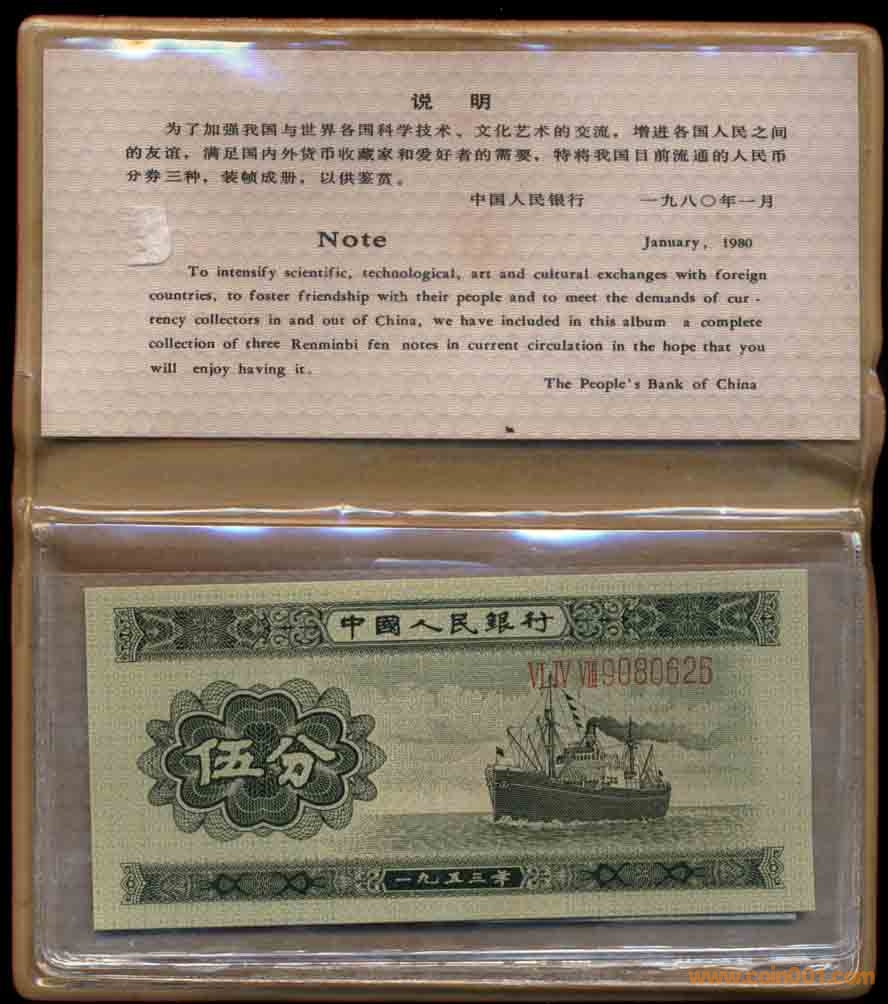 说 明
为了加强我国与世界各国科学技术、文化艺术的交流，增进各国人民之间
的友谊，满足国内外货币收藏家和爱好者的需要，特将我国目前流通的人民币
分券三种，装帧成册，以供鉴赏。
中国人民银行 一九八〇年一月
Note January, 1980
To intensify scientific, technological, art and cultural exchanges with foreign
countries, to foster friendship with their people and to meet the demands of cur -
rency collectors in and out of China, we have included in this album a complete
collection of three Renminbi fen notes in current circulation in the hope that you
will enjoy having it.
The People's Bank of China
中國人民銀行
VI IV VIII 9080626
伍分
一九五三年
www.coin001.com